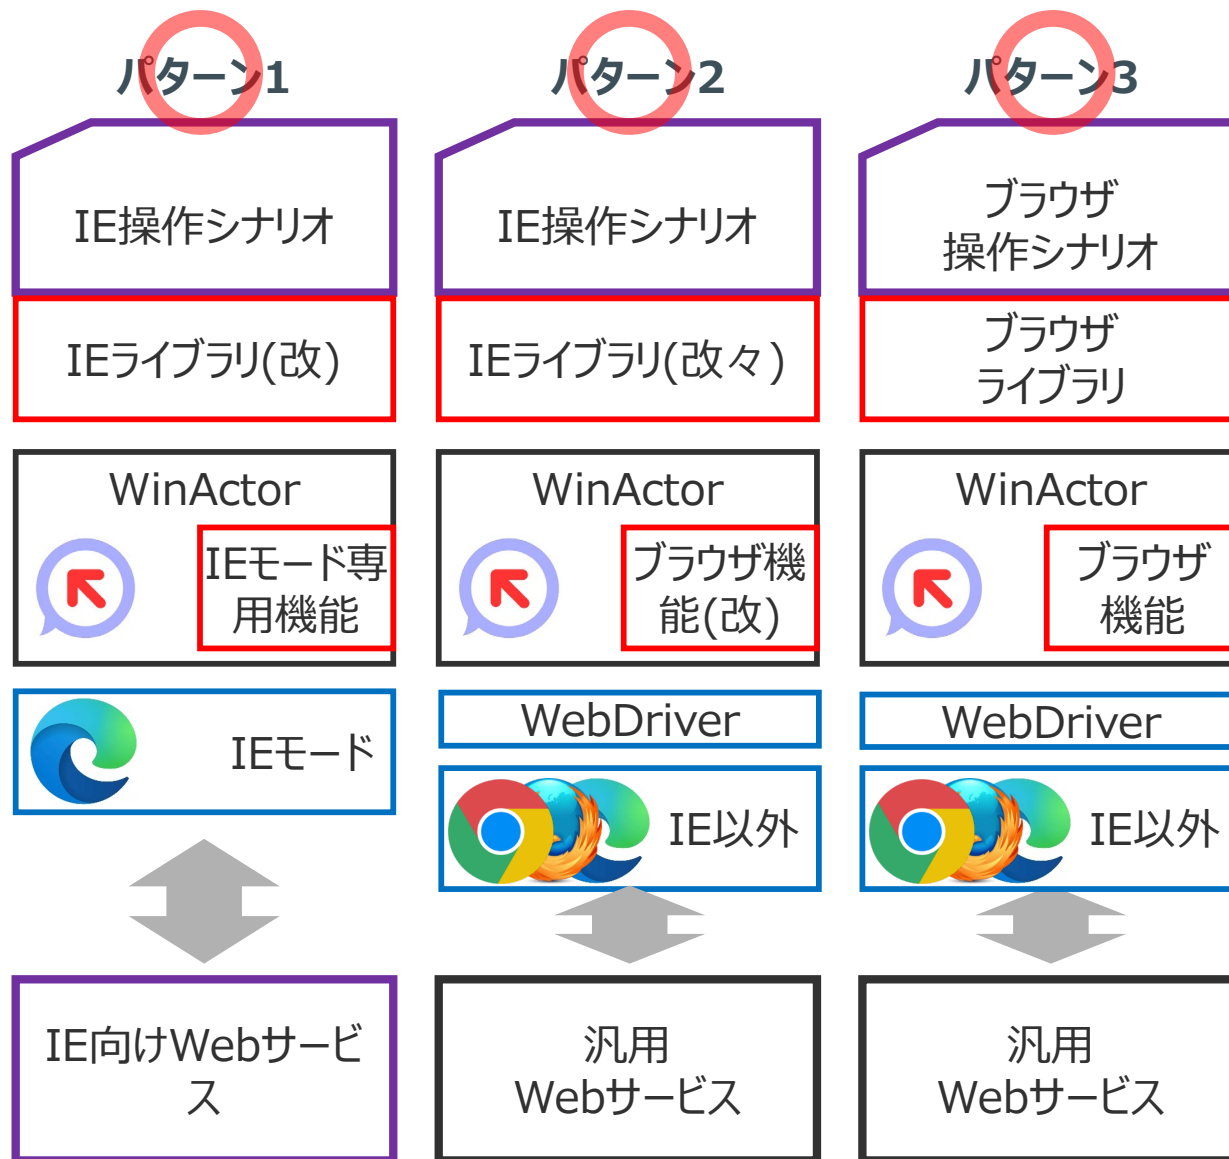 パターン1
IE操作シナリオ
IEライブラリ(改)
WinActor
IEモード専
用機能
IEモード
IE向けWebサービ
ス
パターン2
IE操作シナリオ
IEライブラリ(改々)
WinActor
ブラウザ機
能(改)
WebDriver
IE以外
汎用
Webサービス
パターン3
ブラウザ
操作シナリオ
ブラウザ
ライブラリ
WinActor
ブラウザ
機能
WebDriver
IE以外
汎用
Webサービス